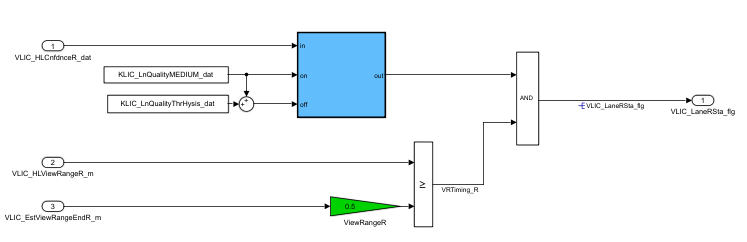 1
VLIC_HLCnfdnceR_dat
KLIC_LnQualityMEDIUM_dat
KLIC_LnQualityThrHysis_dat
+
+
in
on
out
off
AND
VLIC_LaneRSta_flg
1
VLIC_LaneRSta_flg
2
VLIC_HLViewRangeR_m
≥
VRTiming_R
3
VLIC_EstViewRangeEndR_m
0.5
ViewRangeR